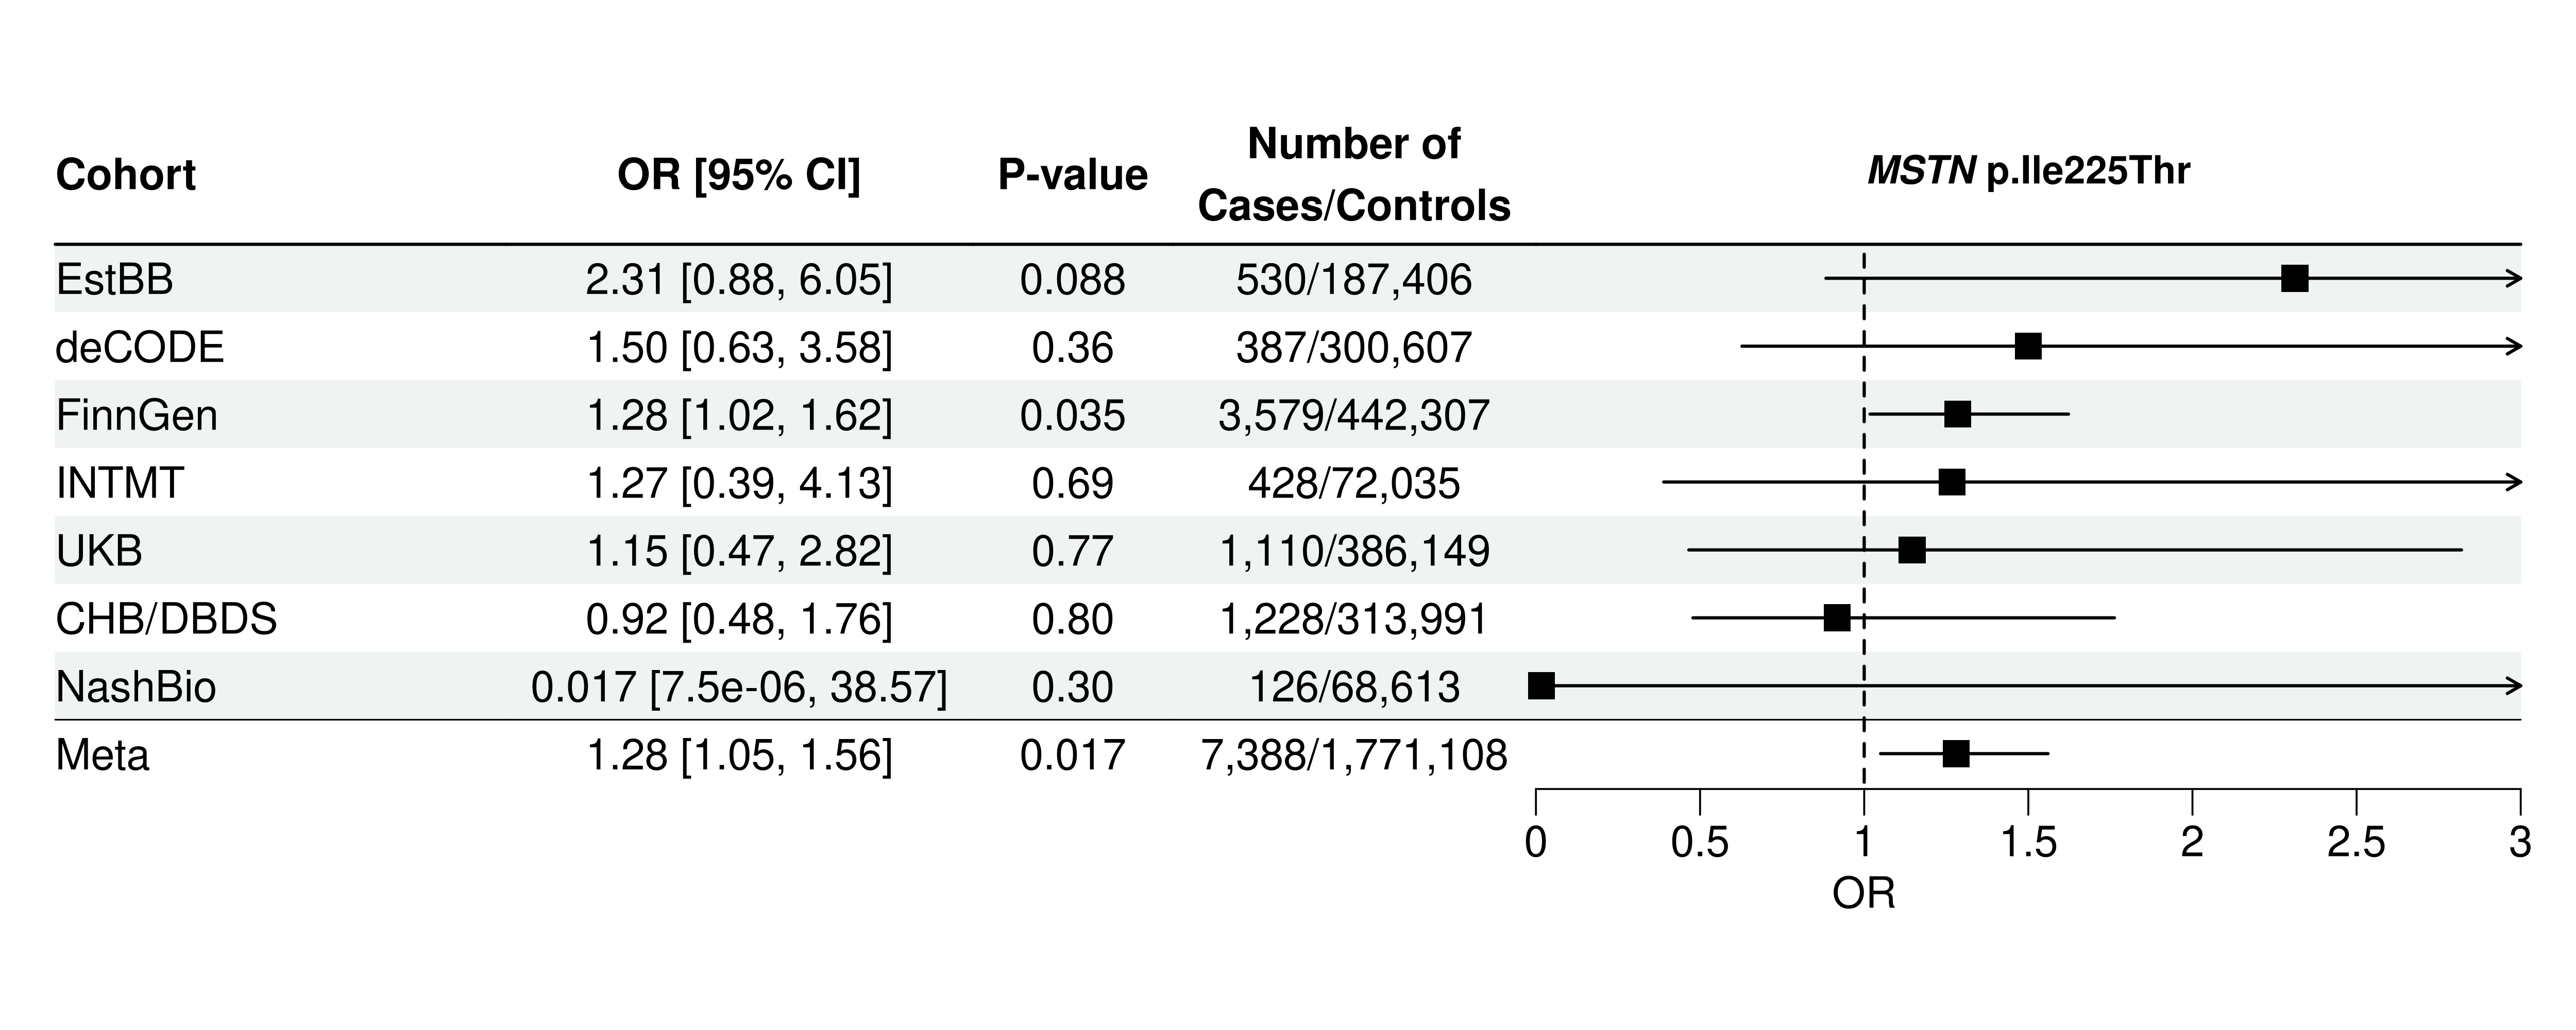 Cohort OR [95% CI] P-value Number of Cases/Controls MSTN p.Ile225Thr
EstBB 2.31 [0.88, 6.05] 0.088 530/187,406
deCODE 1.50 [0.63, 3.58] 0.36 387/300,607
FinnGen 1.28 [1.02, 1.62] 0.035 3,579/442,307
INTMT 1.27 [0.39, 4.13] 0.69 428/72,035
UKB 1.15 [0.47, 2.82] 0.77 1,110/386,149
CHB/DBDS 0.92 [0.48, 1.76] 0.80 1,228/313,991
NashBio 0.017 [7.5e-06, 38.57] 0.30 126/68,613
Meta 1.28 [1.05, 1.56] 0.017 7,388/1,771,108
0 0.5 1 1.5 2 2.5 3
OR